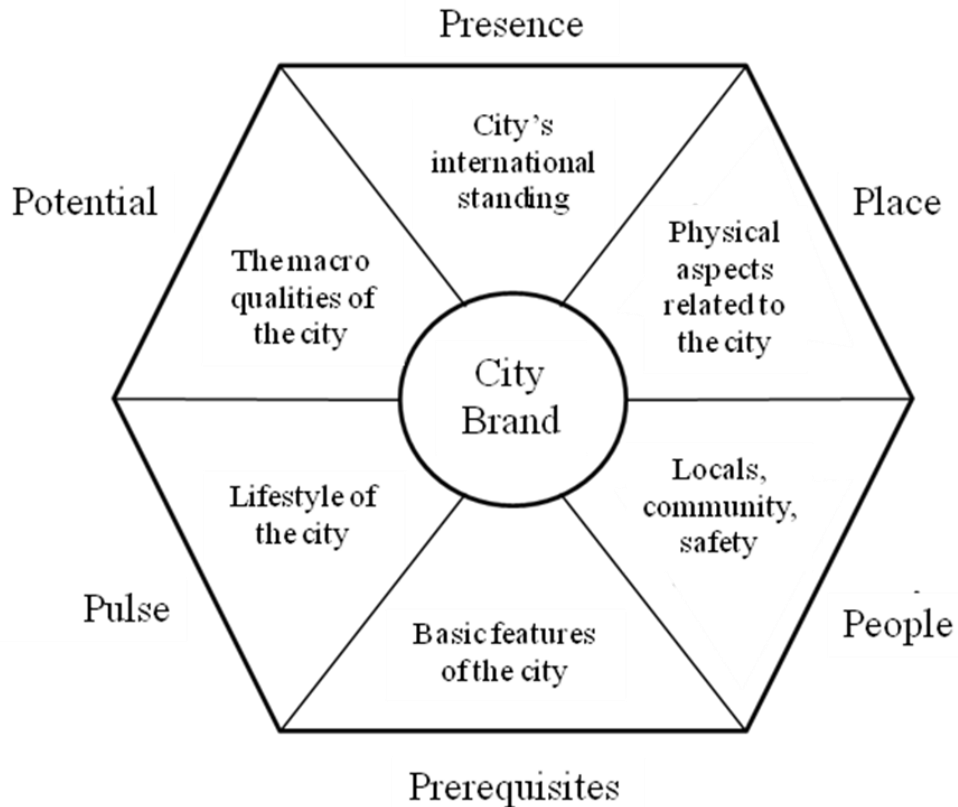 Presence
City’s
international
standing
Potential
Place
Physical
aspects
related to
the city
The macro
qualities of
the city
City
Brand
Locals,
community,
safety
Lifestyle of
the city
Pulse
People
Basic features
of the city
Prerequisites